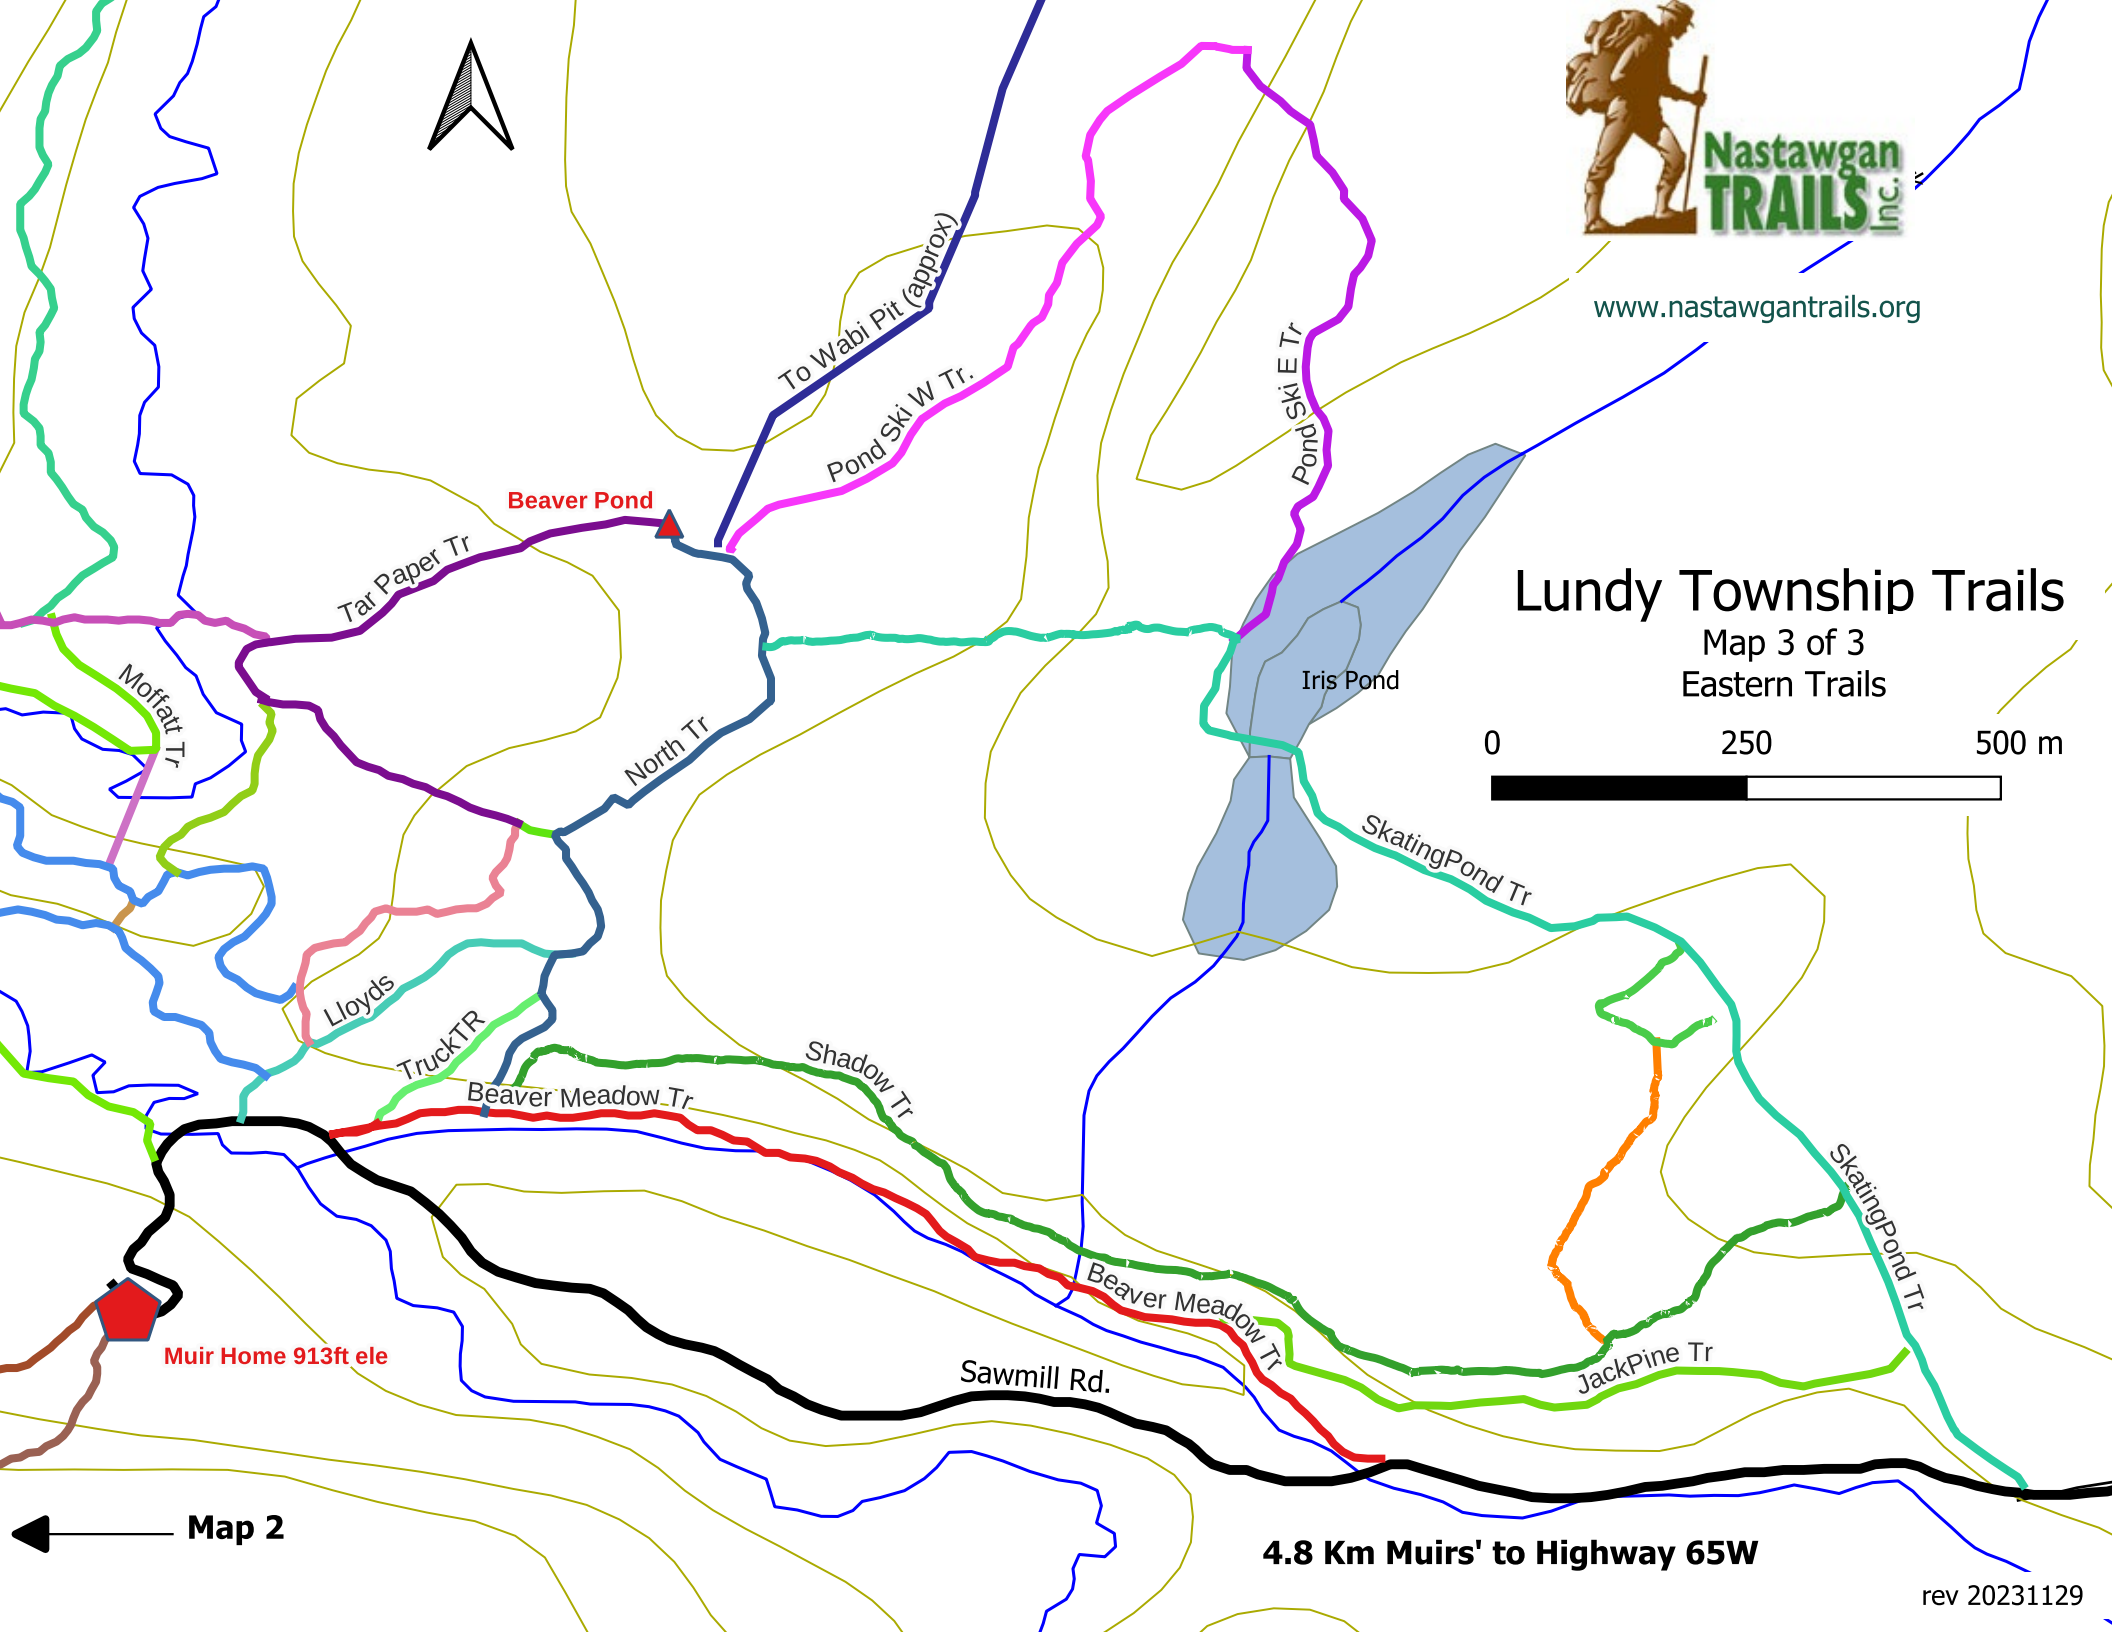 Nastawgan
TRAILS Inc.
www.nastawgantrails.org
To Wabi Pit (approx)
Pond Ski W Tr.
Pond Ski E Tr
Beaver Pond
Tar Paper Tr
Lundy Township Trails
Map 3 of 3
Eastern Trails
0 250 500 m
Iris Pond
Moffatt Tr
North Tr
SkatingPond Tr
Lloyds
TruckTR
Beaver Meadow Tr
Shadow Tr
SkatingPond Tr
Beaver Meadow Tr
JackPine Tr
Muir Home 913ft ele
Sawmill Rd.
Map 2
4.8 Km Muirs' to Highway 65W
rev 20231129